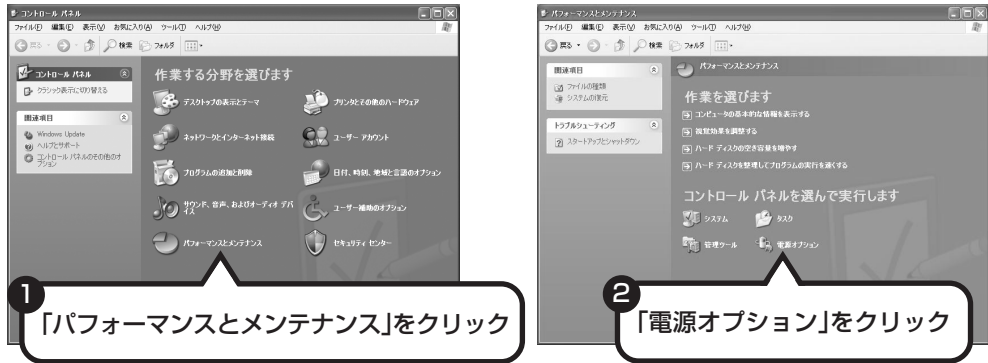 コントロール パネル
ファイル(F) 編集(E) 表示(V) お気に入り(A) ツール(T) ヘルプ(H)
戻る 検索 フォルダ
コントロール パネル
クラシック表示に切り替える
関連項目
Windows Update
ヘルプとサポート
コントロール パネルのその他のオプション
作業する分野を選びます
デスクトップの表示とテーマ
プリンタとその他のハードウェア
ネットワークとインターネット接続
ユーザー アカウント
プログラムの追加と削除
日付、時刻、地域と言語のオプション
サウンド、音声、およびオーディオ デバイス
ユーザー補助のオプション
パフォーマンスとメンテナンス
セキュリティ センター
1
「パフォーマンスとメンテナンス」をクリック
パフォーマンスとメンテナンス
ファイル(F) 編集(E) 表示(V) お気に入り(A) ツール(T) ヘルプ(H)
戻る 検索 フォルダ
関連項目
ファイルの種類
システムの復元
トラブルシューティング
スタートアップとシャットダウン
パフォーマンスとメンテナンス
作業を選びます
コンピュータの基本的な情報を表示する
視覚効果を調整する
ハード ディスクの空き容量を増やす
ハード ディスクを整理してプログラムの実行を速くする
コントロール パネルを選んで実行します
システム
タスク
管理ツール
電源オプション
2
「電源オプション」をクリック